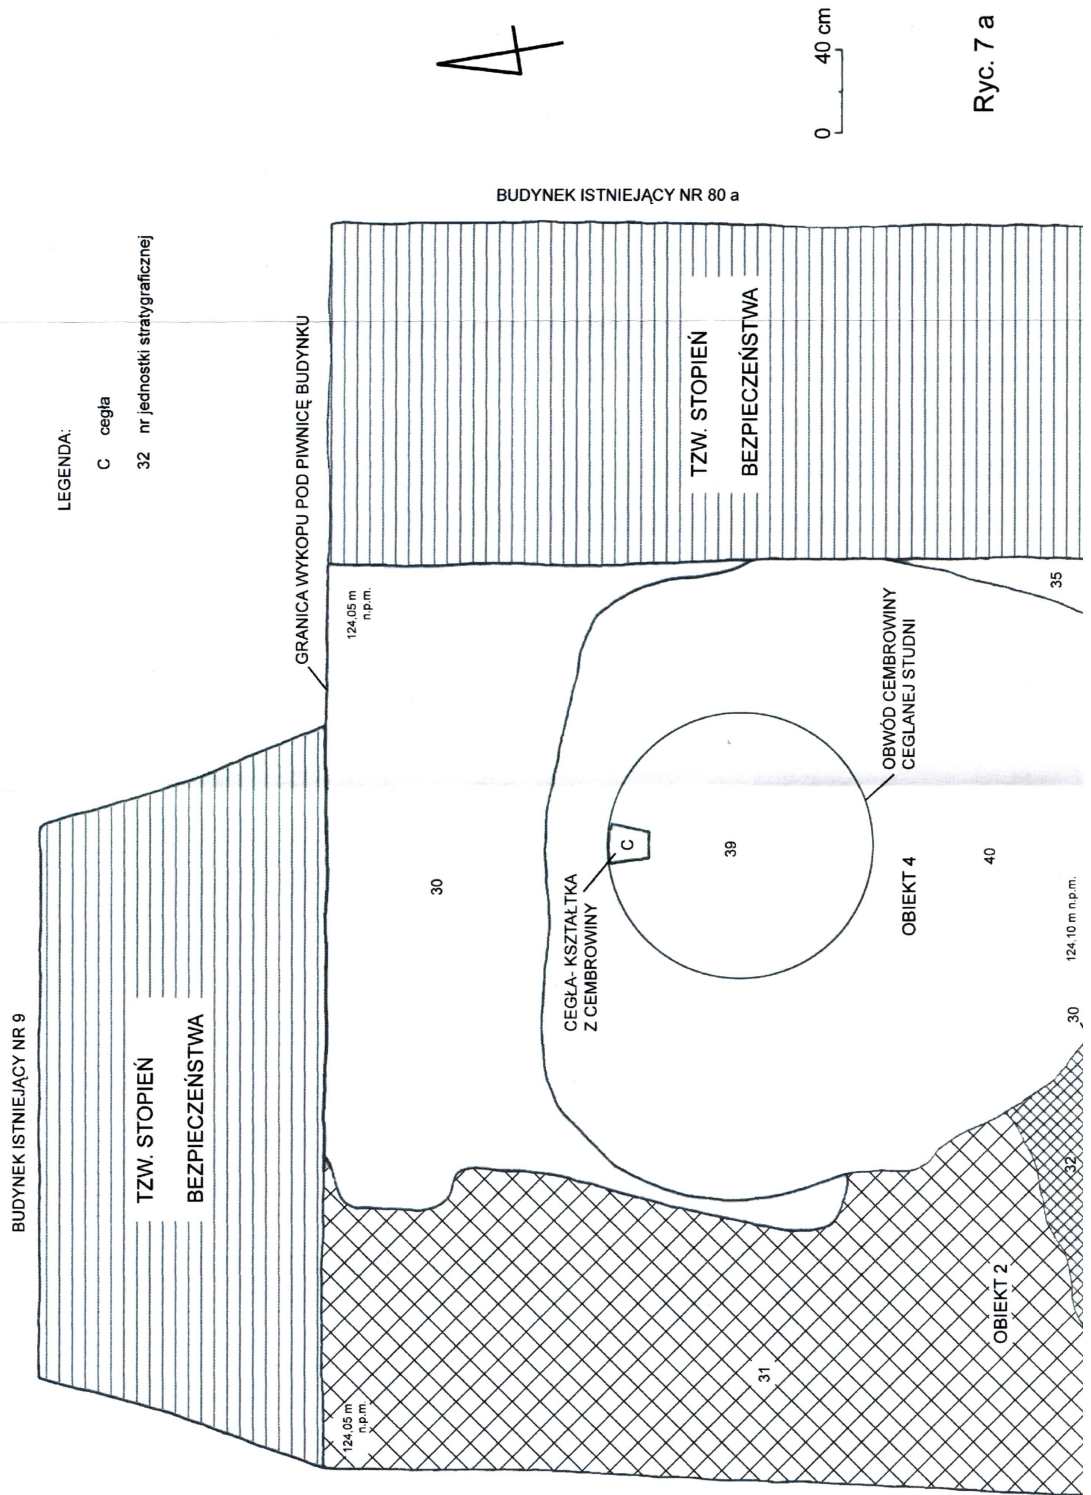 BUDYNEK ISTNIEJĄCY NR 9
TZW. STOPIEŃ
BEZPIECZEŃSTWA
LEGENDA:
C cegła
32 nr jednostki stratygraficznej
GRANICA WYKOPU POD PIWNICĘ BUDYNKU
124,05 m
n.p.m.
124,05 m
n.p.m.
30
BUDYNEK ISTNIEJĄCY NR 80 a
TZW. STOPIEŃ
BEZPIECZEŃSTWA
CEGŁA- KSZTAŁTKA
Z CEMBROWINY
C
39
31
OBWÓD CEMBROWINY
CEGLANEJ STUDNI
OBIEKT 4
40
OBIEKT 2
32
30
124,10 m n.p.m.
35
0 40 cm
Ryc. 7 a